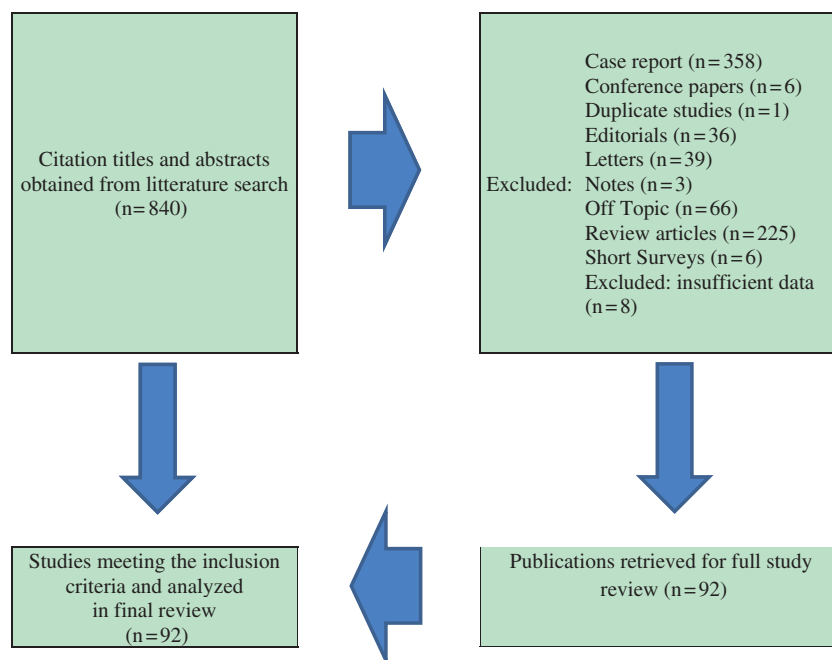 Citation titles and abstracts
obtained from litterature search
(n=840)
Case report (n=358)
Conference papers (n=6)
Duplicate studies (n=1)
Editorials (n=36)
Letters (n=39)
Excluded: Notes (n=3)
Off Topic (n=66)
Review articles (n=225)
Short Surveys (n=6)
Excluded: insufficient data
(n=8)
Studies meeting the inclusion
criteria and analyzed
in final review
(n=92)
Publications retrieved for full study
review (n=92)